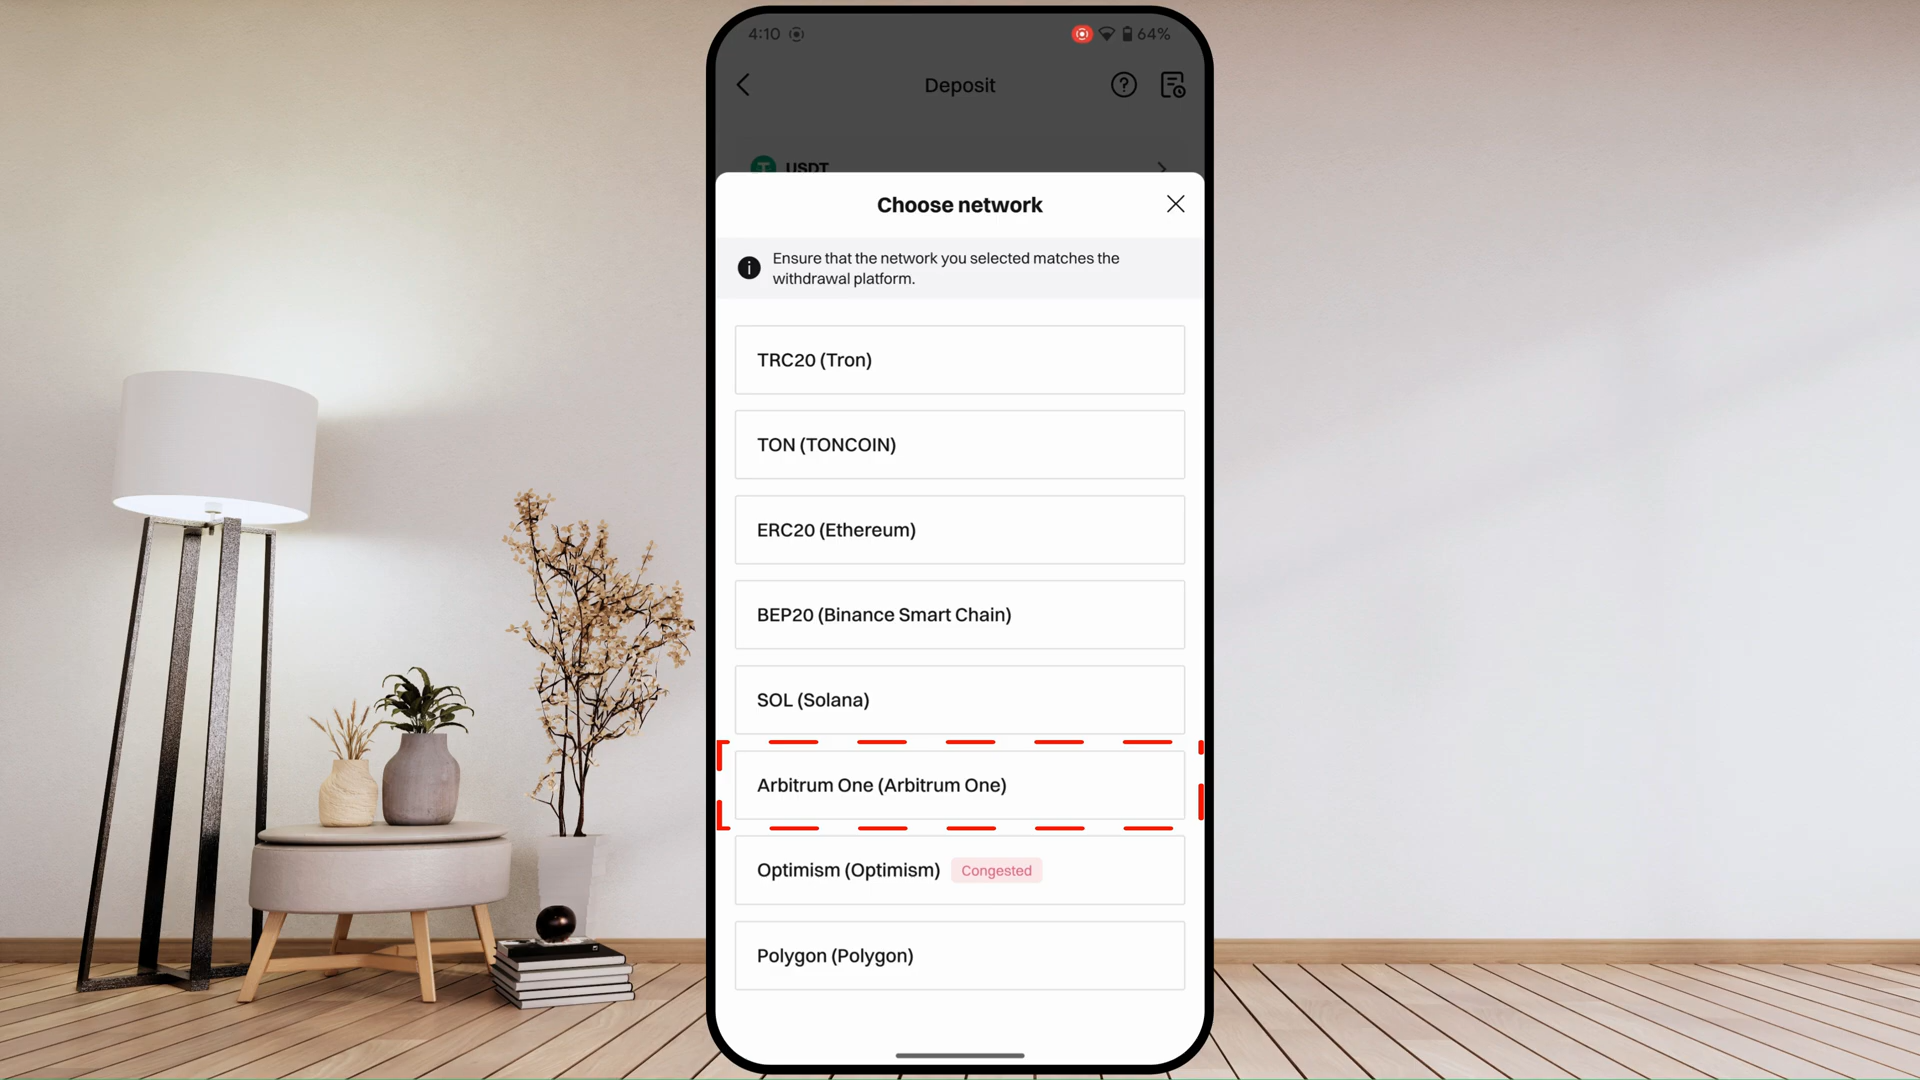 4:10
64%
Deposit
USDT
Choose network
Ensure that the network you selected matches the
withdrawal platform.
TRC20 (Tron)
TON (TONCOIN)
ERC20 (Ethereum)
BEP20 (Binance Smart Chain)
SOL (Solana)
Arbitrum One (Arbitrum One)
Optimism (Optimism) Congested
Polygon (Polygon)